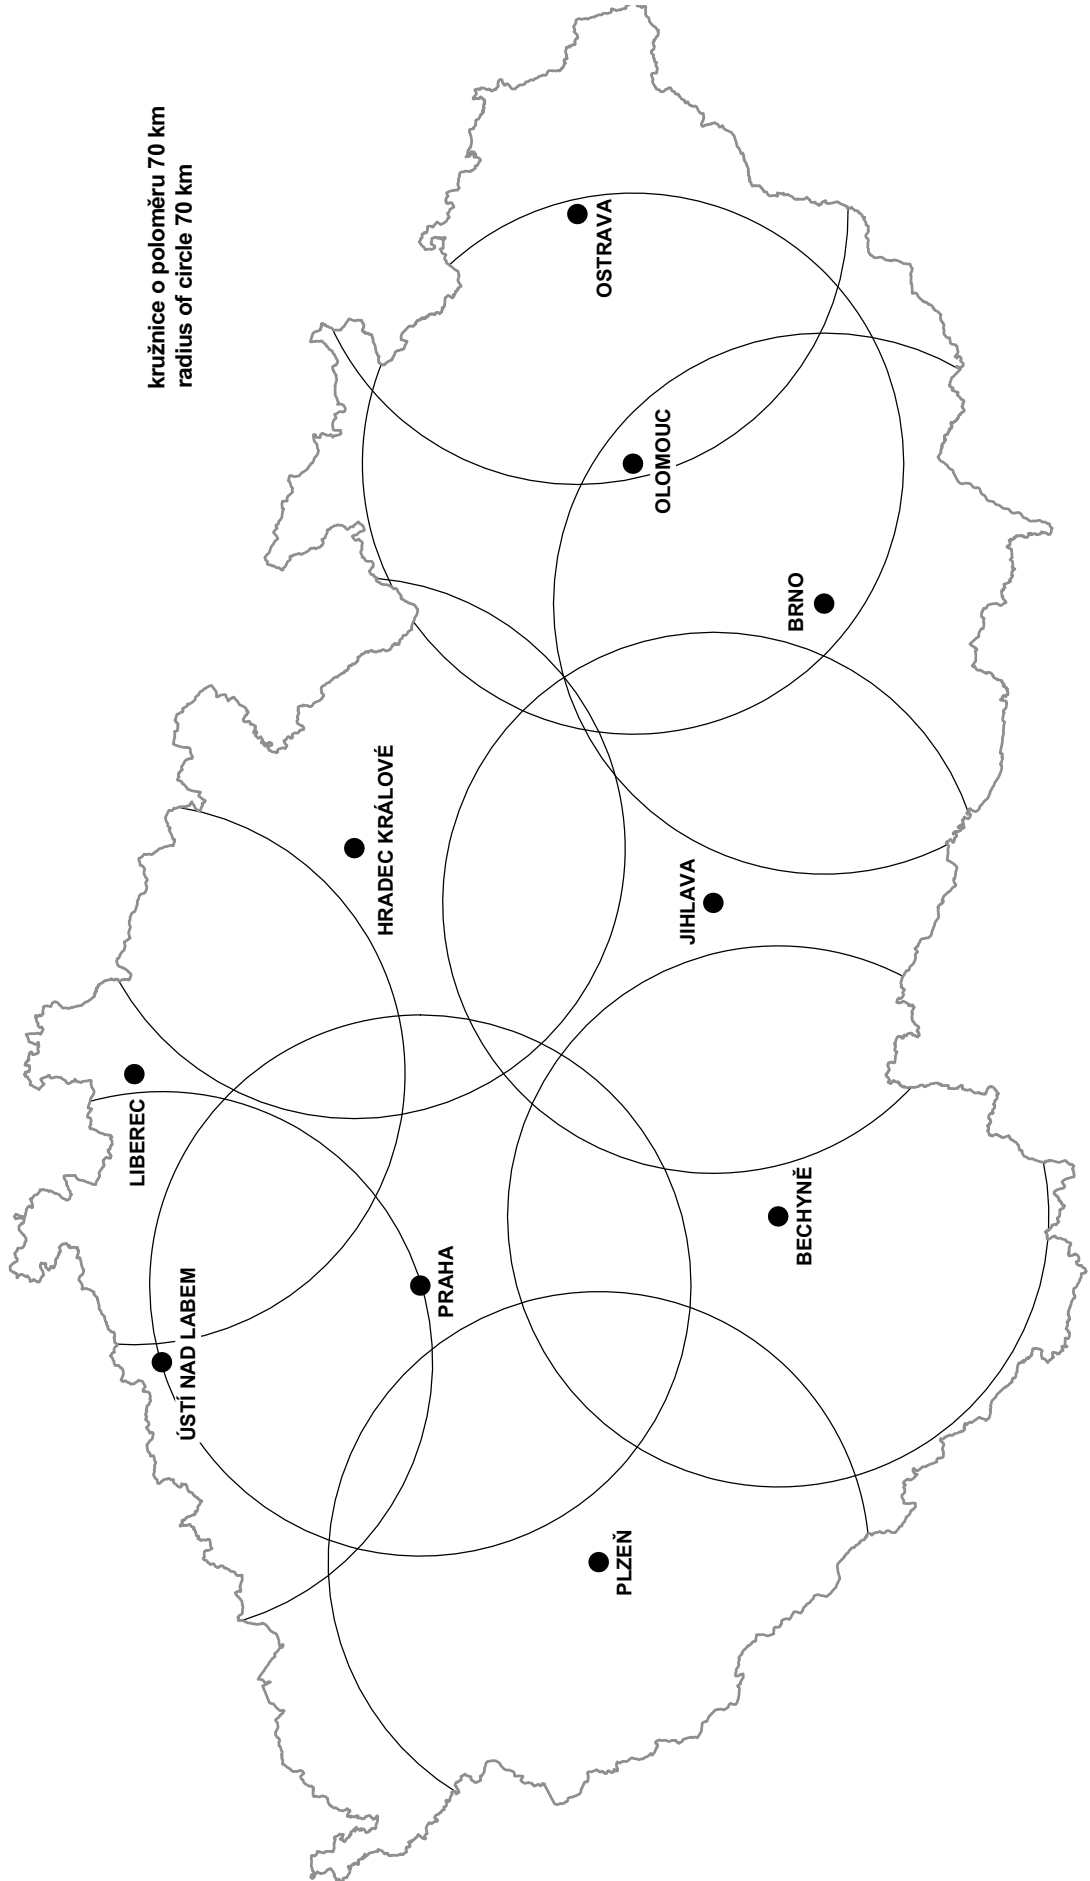 kružnice o poloměru 70 km
radius of circle 70 km
LIBEREC
ÚSTÍ NAD LABEM
HRADEC KRÁLOVÉ
PRAHA
OSTRAVA
PLZEŇ
OLOMOUC
JIHLAVA
BECHYNĚ
BRNO